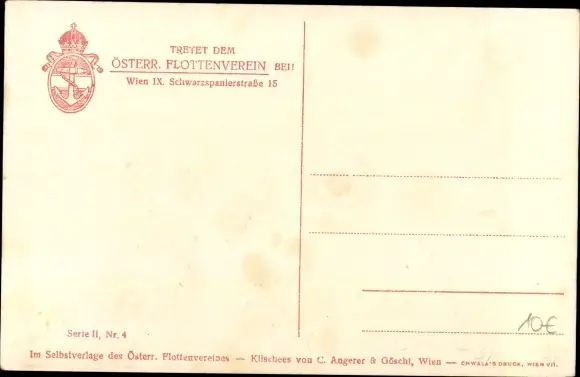 TRETET DEM
ÖSTERR. FLOTTENVEREIN BEI!
Wien IX. Schwarzspanierstraße 15
10€
Serie II, Nr. 4
Im Selbstverlage des Österr. Flottenvereines — Klischees von C. Angerer & Göschl, Wien — CHWALA'S DRUCK, WIEN VII.